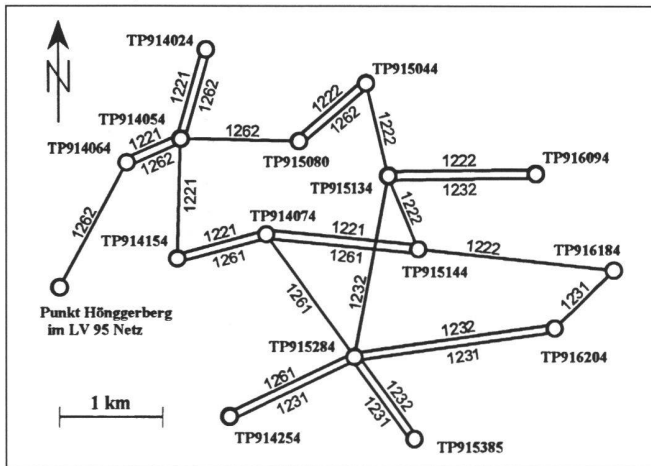 N
TP914024
TP915044
1221
1262
1222
1262
TP914054
1221
1262
TP914064
1262
TP915080
1222
1222
1232
TP916094
TP915134
1262
1221
1222
TP914074
1221
1261
TP914154
1221
1261
TP915144
1222
TP916184
1232
1261
1231
Punkt Hönggerberg
im LV 95 Netz
1232
1231
TP916204
TP915284
1 km
1261
1231
1232
1231
TP914254
TP915385